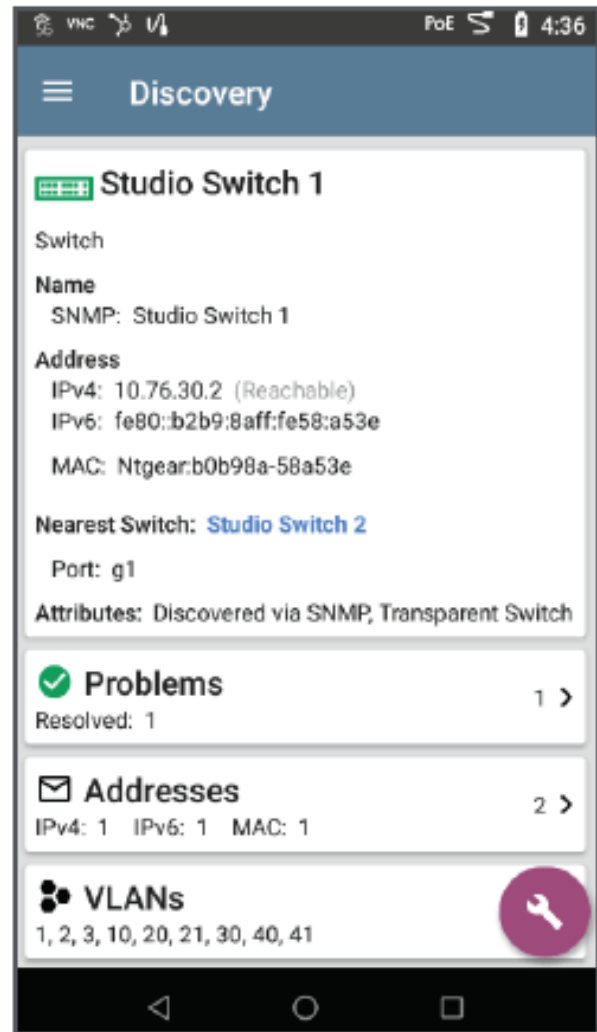 VNC PoE 4:36
Discovery
Studio Switch 1
Switch
Name
SNMP: Studio Switch 1
Address
IPv4: 10.76.30.2 (Reachable)
IPv6: fe80::b2b9:8aff:fe58:a53e
MAC: Ntgear:b0b98a-58a53e
Nearest Switch: Studio Switch 2
Port: g1
Attributes: Discovered via SNMP, Transparent Switch
Problems
1
Resolved: 1
Addresses
2
IPv4: 1 IPv6: 1 MAC: 1
VLANs
1, 2, 3, 10, 20, 21, 30, 40, 41